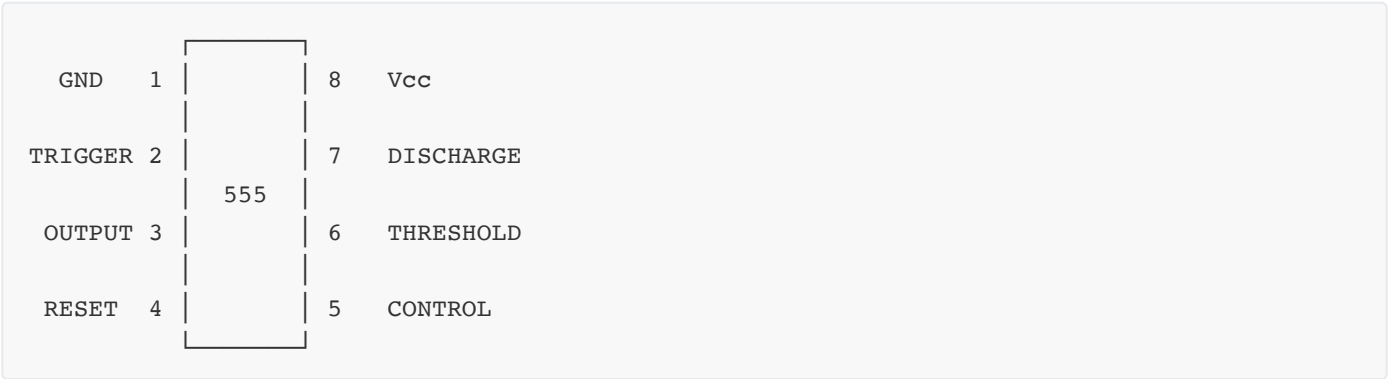 GND 1 8 Vcc
TRIGGER 2 7 DISCHARGE
555
OUTPUT 3 6 THRESHOLD
RESET 4 5 CONTROL